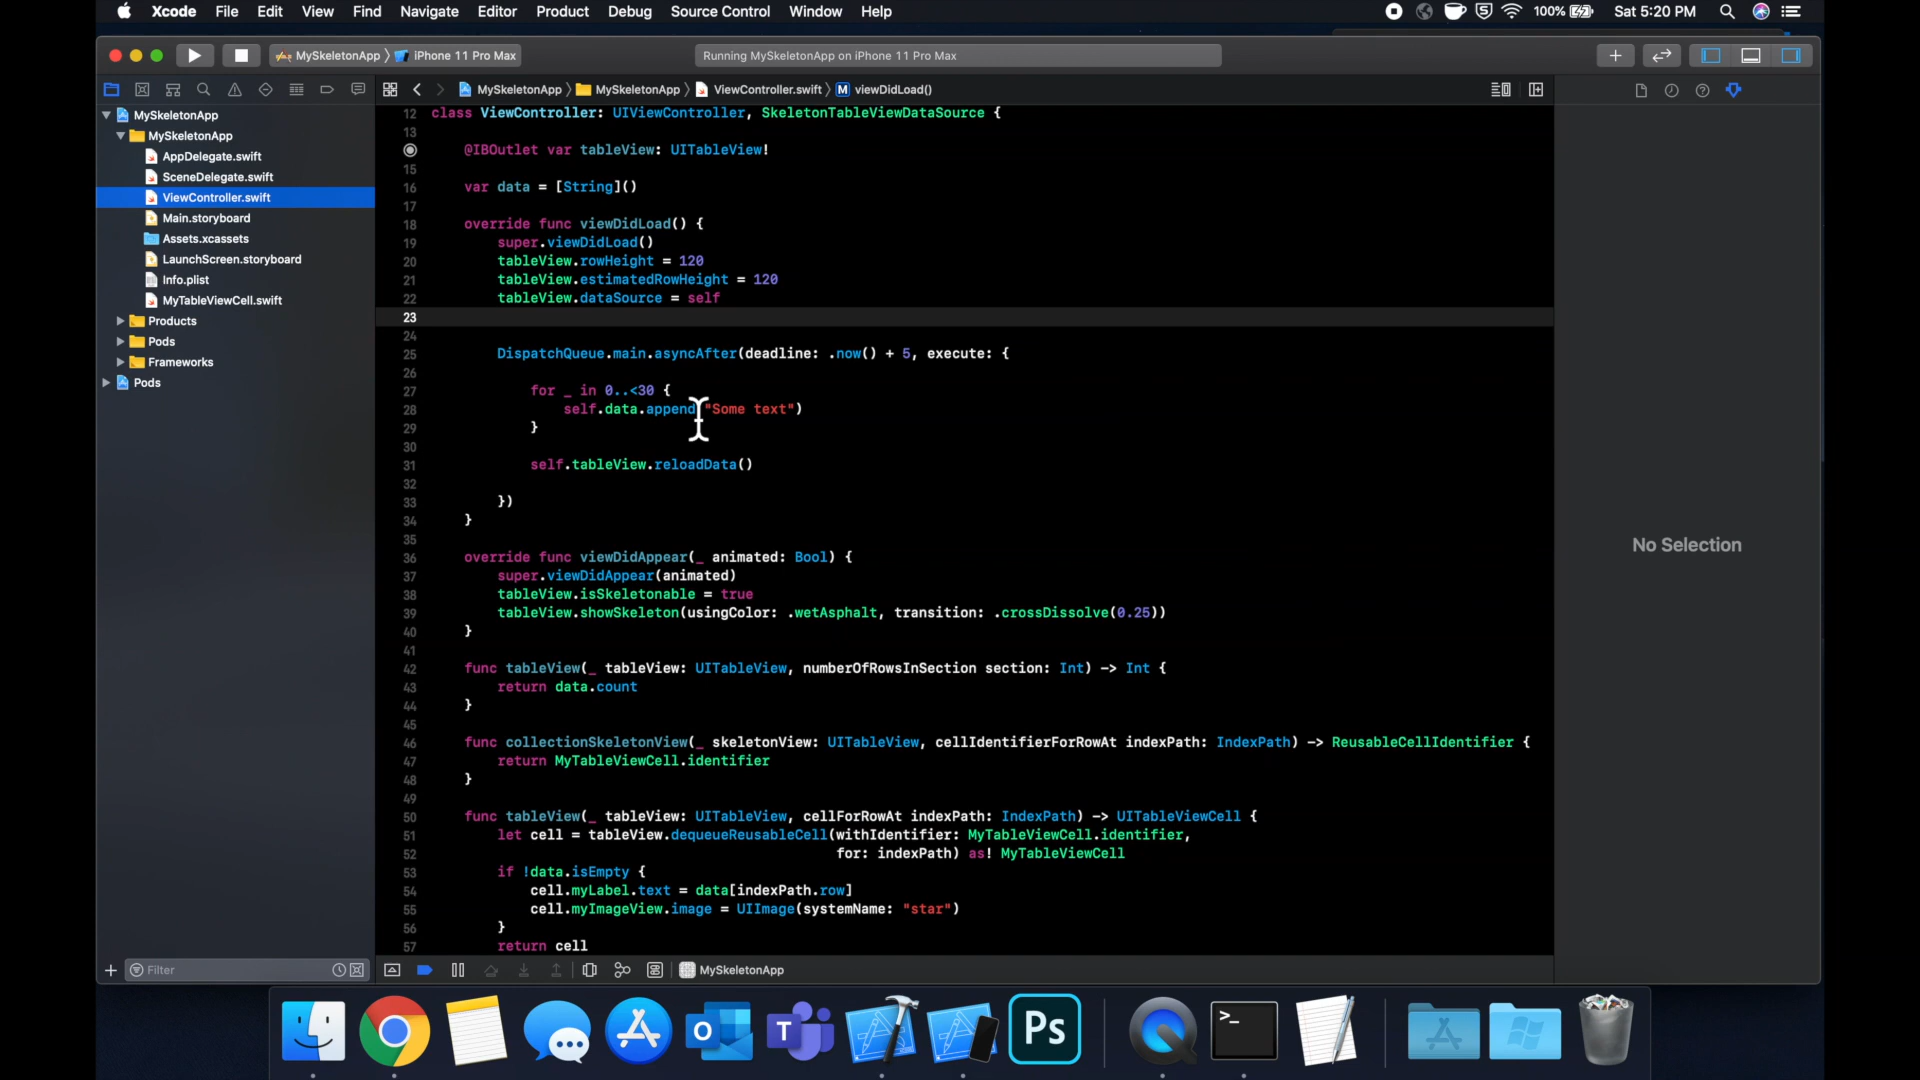 Xcode File Edit View Find Navigate Editor Product Debug Source Control Window Help
100% Sat 5:20 PM
MySkeletonApp iPhone 11 Pro Max
Running MySkeletonApp on iPhone 11 Pro Max
MySkeletonApp MySkeletonApp ViewController.swift M viewDidLoad()
MySkeletonApp
MySkeletonApp
AppDelegate.swift
SceneDelegate.swift
ViewController.swift
Main.storyboard
Assets.xcassets
LaunchScreen.storyboard
Info.plist
MyTableViewCell.swift
Products
Pods
Frameworks
Pods
Filter
12 class ViewController: UIViewController, SkeletonTableViewDataSource {
13
@IBOutlet var tableView: UITableView!
15
16 var data = [String]()
17
18 override func viewDidLoad() {
19 super.viewDidLoad()
20 tableView.rowHeight = 120
21 tableView.estimatedRowHeight = 120
22 tableView.dataSource = self
23
24
25 DispatchQueue.main.asyncAfter(deadline: .now() + 5, execute: {
26
27 for _ in 0..<30 {
28 self.data.append("Some text")
29 }
30
31 self.tableView.reloadData()
32
33 })
34 }
35
36 override func viewDidAppear(_ animated: Bool) {
37 super.viewDidAppear(animated)
38 tableView.isSkeletonable = true
39 tableView.showSkeleton(usingColor: .wetAsphalt, transition: .crossDissolve(0.25))
40 }
41
42 func tableView(_ tableView: UITableView, numberOfRowsInSection section: Int) -> Int {
43 return data.count
44 }
45
46 func collectionSkeletonView(_ skeletonView: UITableView, cellIdentifierForRowAt indexPath: IndexPath) -> ReusableCellIdentifier {
47 return MyTableViewCell.identifier
48 }
49
50 func tableView(_ tableView: UITableView, cellForRowAt indexPath: IndexPath) -> UITableViewCell {
51 let cell = tableView.dequeueReusableCell(withIdentifier: MyTableViewCell.identifier,
52 for: indexPath) as! MyTableViewCell
53 if !data.isEmpty {
54 cell.myLabel.text = data[indexPath.row]
55 cell.myImageView.image = UIImage(systemName: "star")
56 }
57 return cell
No Selection
MySkeletonApp
Ps